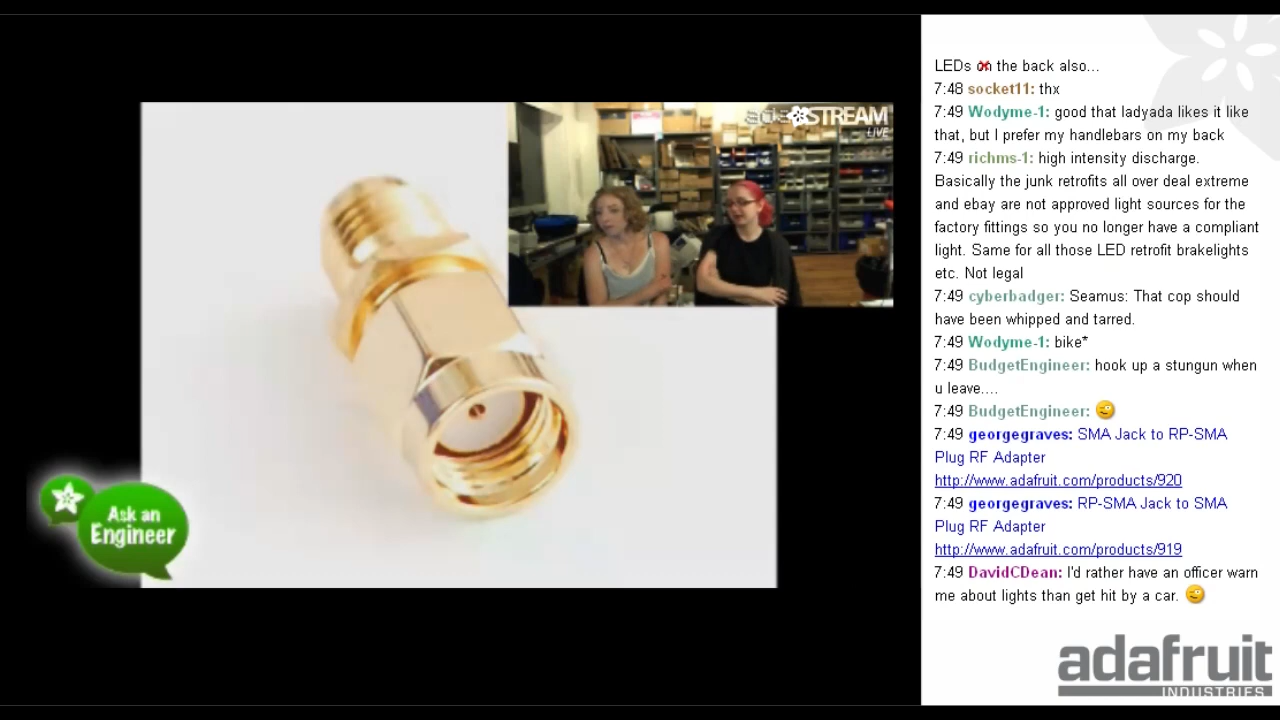 STREAM
LIVE
Ask an
Engineer
LEDs on the back also...
7:48 socket11: thx
7:49 Wodyme-1: good that ladyada likes it like
that, but I prefer my handlebars on my back
7:49 richms-1: high intensity discharge.
Basically the junk retrofits all over deal extreme
and ebay are not approved light sources for the
factory fittings so you no longer have a compliant
light. Same for all those LED retrofit brakelights
etc. Not legal
7:49 cyberbadger: Seamus: That cop should
have been whipped and tarred.
7:49 Wodyme-1: bike*
7:49 BudgetEngineer: hook up a stungun when
u leave....
7:49 BudgetEngineer:
7:49 georgegraves: SMA Jack to RP-SMA
Plug RF Adapter
http://www.adafruit.com/products/920
7:49 georgegraves: RP-SMA Jack to SMA
Plug RF Adapter
http://www.adafruit.com/products/919
7:49 DavidCDean: I'd rather have an officer warn
me about lights than get hit by a car.
adafruit
INDUSTRIES